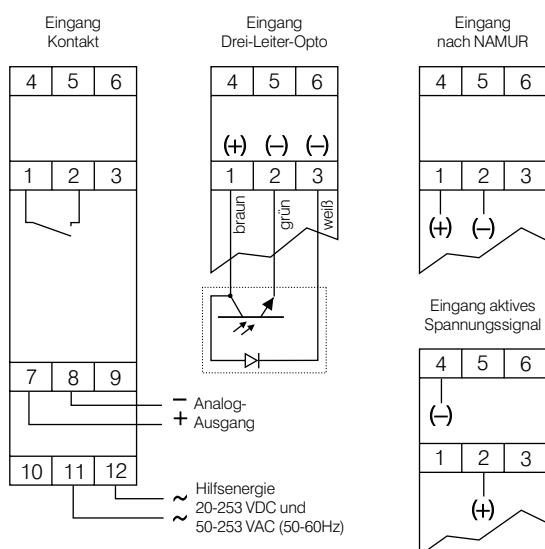 Eingang
Kontakt
4 5 6
1 2 3
7 8 9
– Analog-
+ Ausgang
10 11 12
~ Hilfsenergie
20-253 VDC und
~ 50-253 VAC (50-60Hz)
Eingang
Drei-Leiter-Opto
4 5 6
(+) (–) (–)
1 2 3
braun
grün
weiß
Eingang
nach NAMUR
4 5 6
1 2 3
(+) (–)
Eingang aktives
Spannungssignal
4 5 6
(–)
1 2 3
(+)